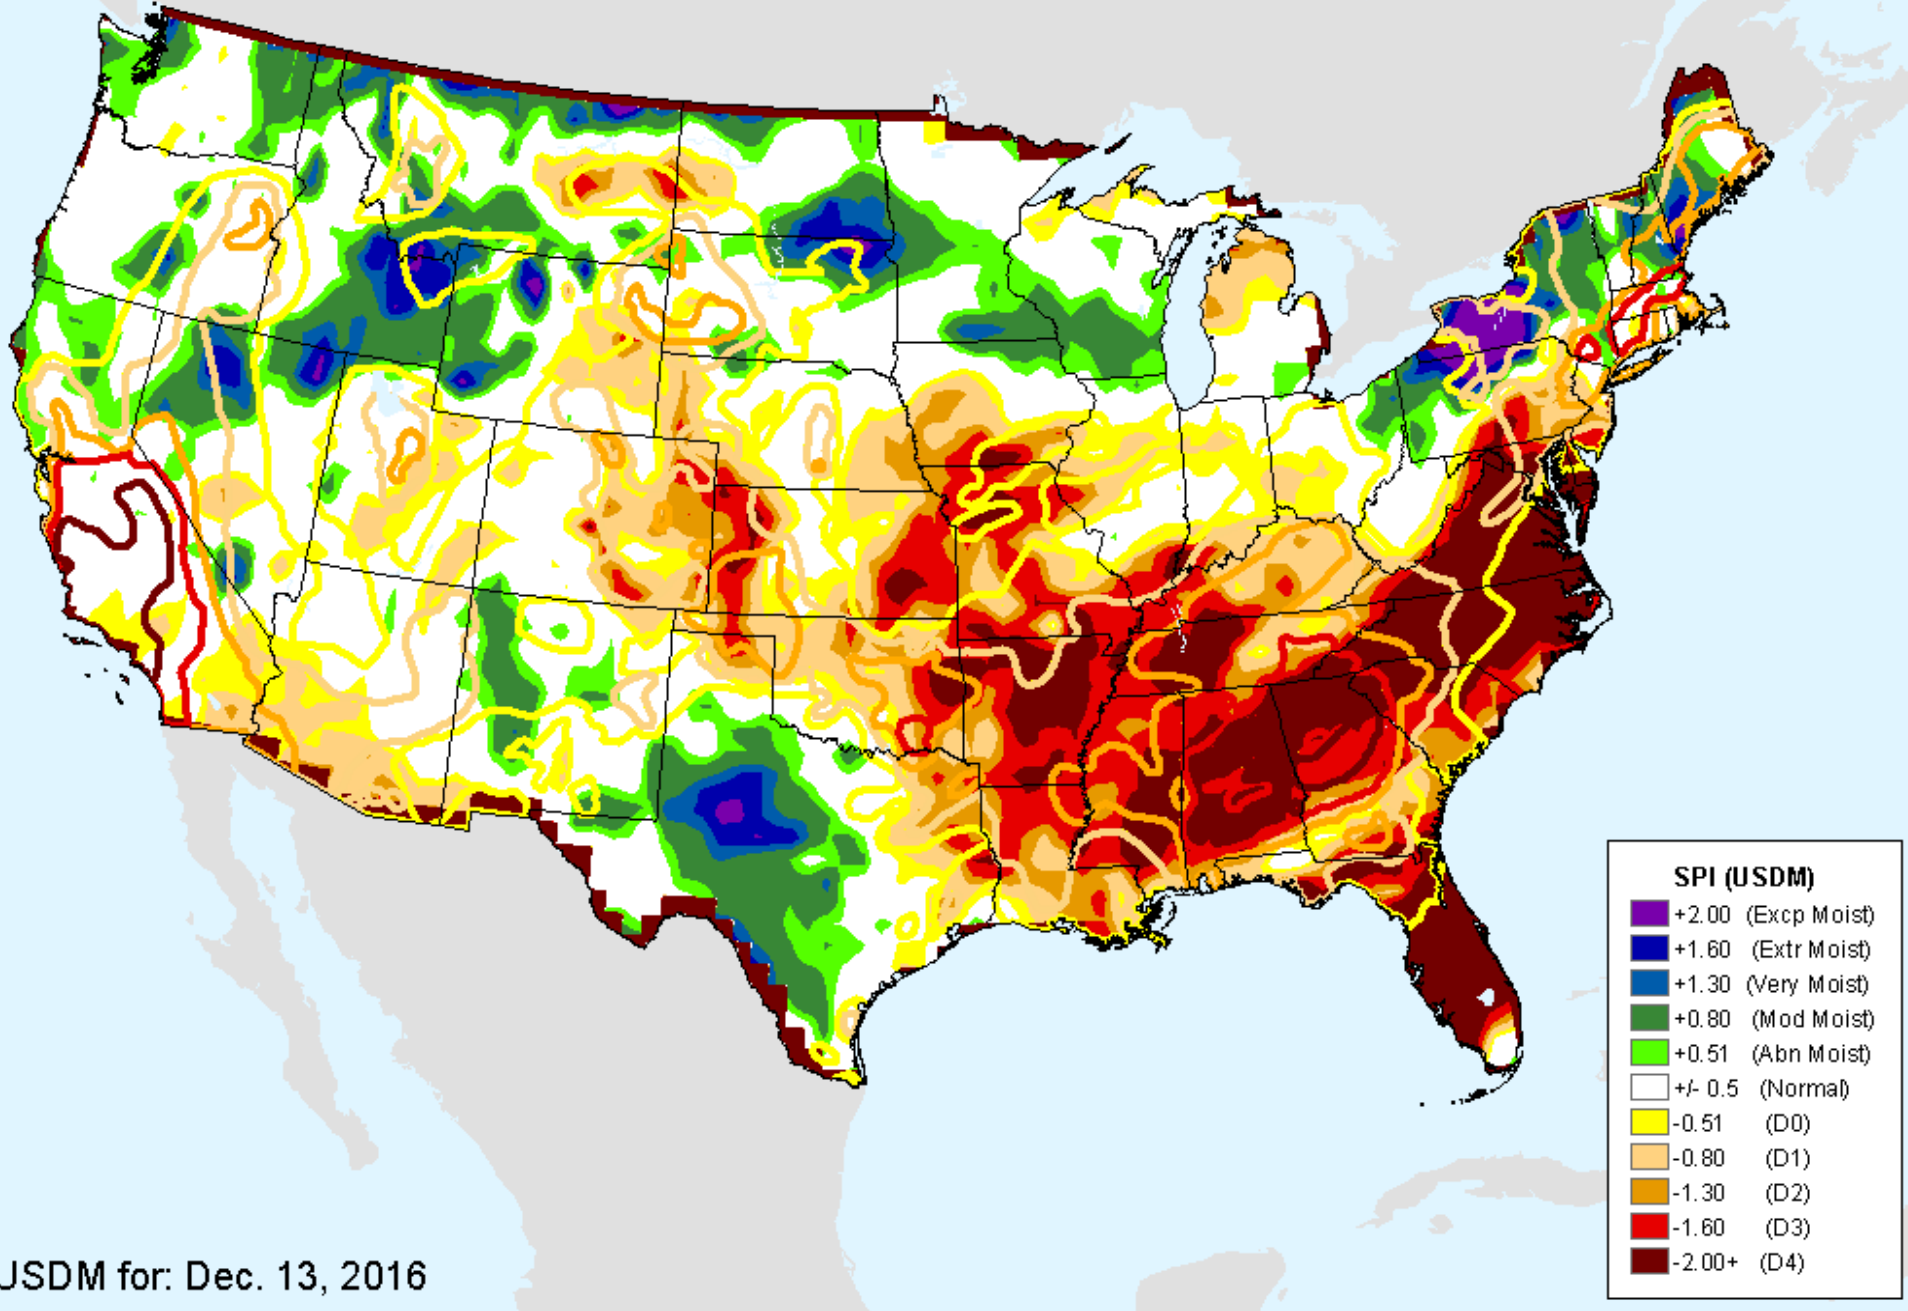 SPI (USDM)
+2.00 (Excp Moist)
+1.60 (Extr Moist)
+1.30 (Very Moist)
+0.80 (Mod Moist)
+0.51 (Abn Moist)
+/- 0.5 (Normal)
-0.51 (D0)
-0.80 (D1)
-1.30 (D2)
-1.60 (D3)
-2.00+ (D4)
USDM for: Dec. 13, 2016